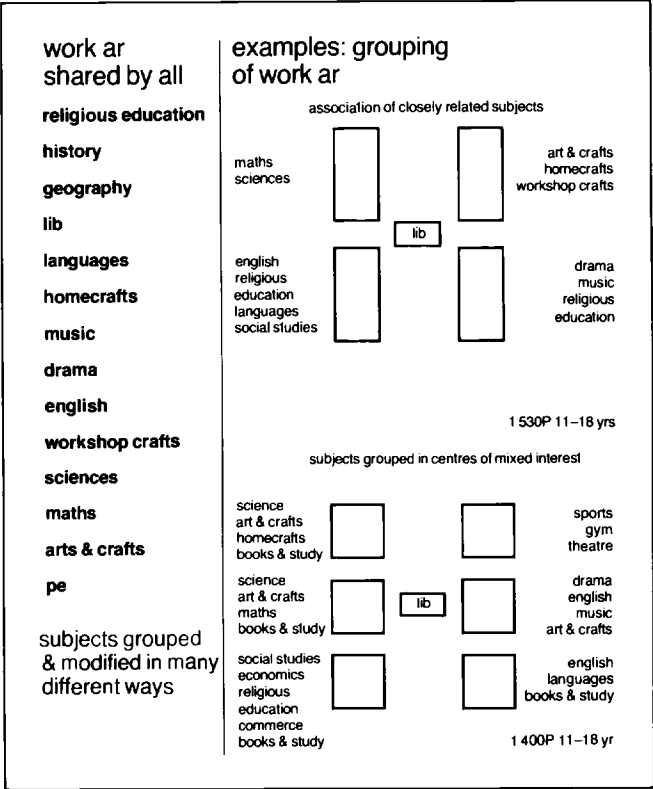 work ar
shared by all
religious education
history
geography
lib
languages
homecrafts
music
drama
english
workshop crafts
sciences
maths
arts & crafts
pe
subjects grouped
& modified in many
different ways
examples: grouping
of work ar
association of closely related subjects
maths
sciences
art & crafts
homecrafts
workshop crafts
lib
english
religious
education
languages
social studies
drama
music
religious
education
1 530P 11–18 yrs
subjects grouped in centres of mixed interest
science
art & crafts
homecrafts
books & study
sports
gym
theatre
science
art & crafts
maths
books & study
lib
drama
english
music
art & crafts
social studies
economics
religious
education
commerce
books & study
english
languages
books & study
1 400P 11–18 yr